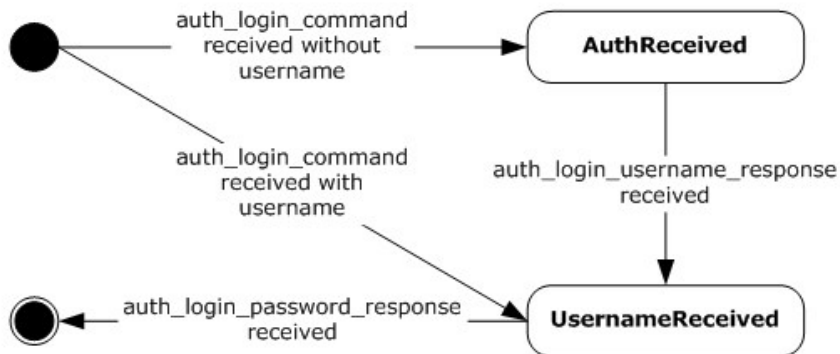 auth_login_command
received without
username
AuthReceived
auth_login_command
received with
username
auth_login_username_response
received
auth_login_password_response
received
UsernameReceived